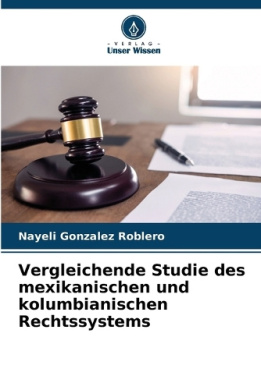 - VERLAG -
Unser Wissen
Nayeli Gonzalez Roblero
Vergleichende Studie des
mexikanischen und
kolumbianischen
Rechtssystems